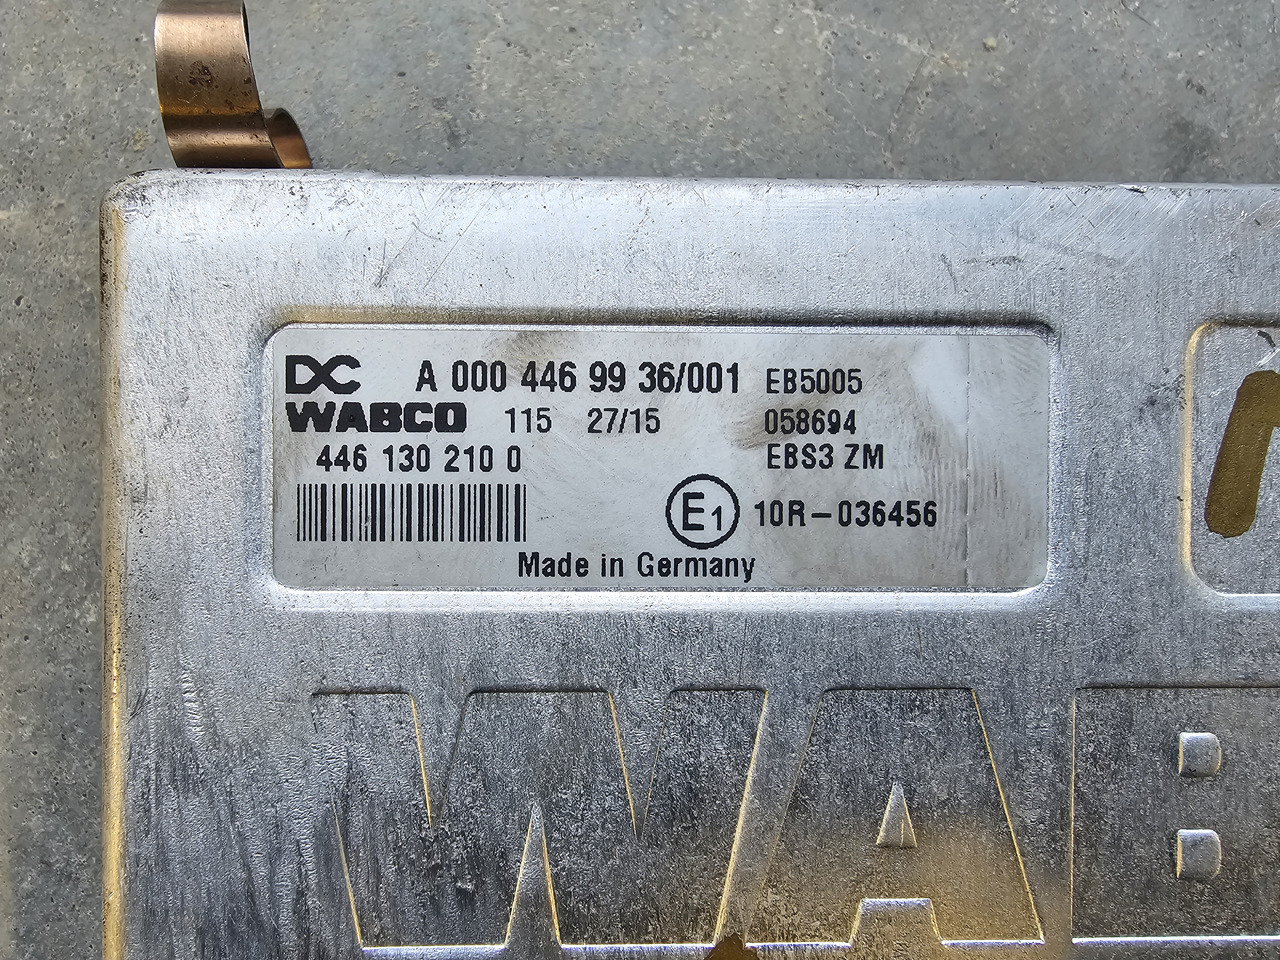 DC A 000 446 99 36/001 EB5005
WABCO 115 27/15 058694
446 130 210 0 EBS3 ZM
E1 10R-036456
Made in Germany
WAB